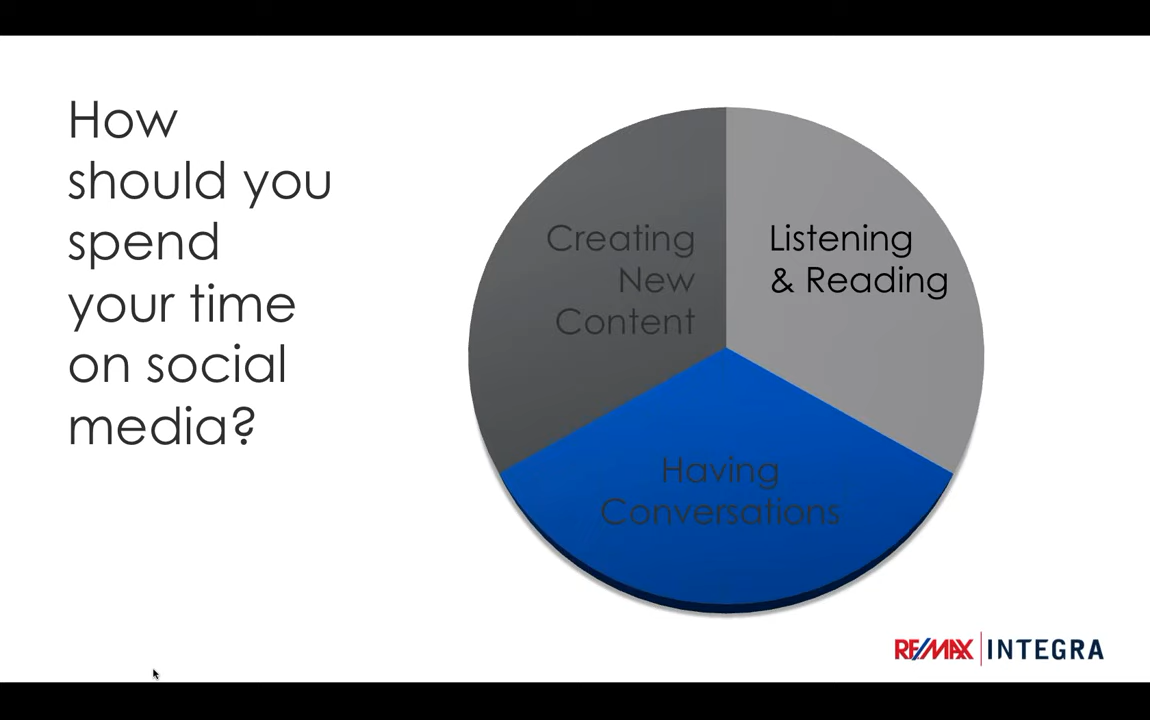 How
should you
spend
your time
on social
media?
Creating
New
Content
Listening
& Reading
Having
Conversations
RE/MAX INTEGRA